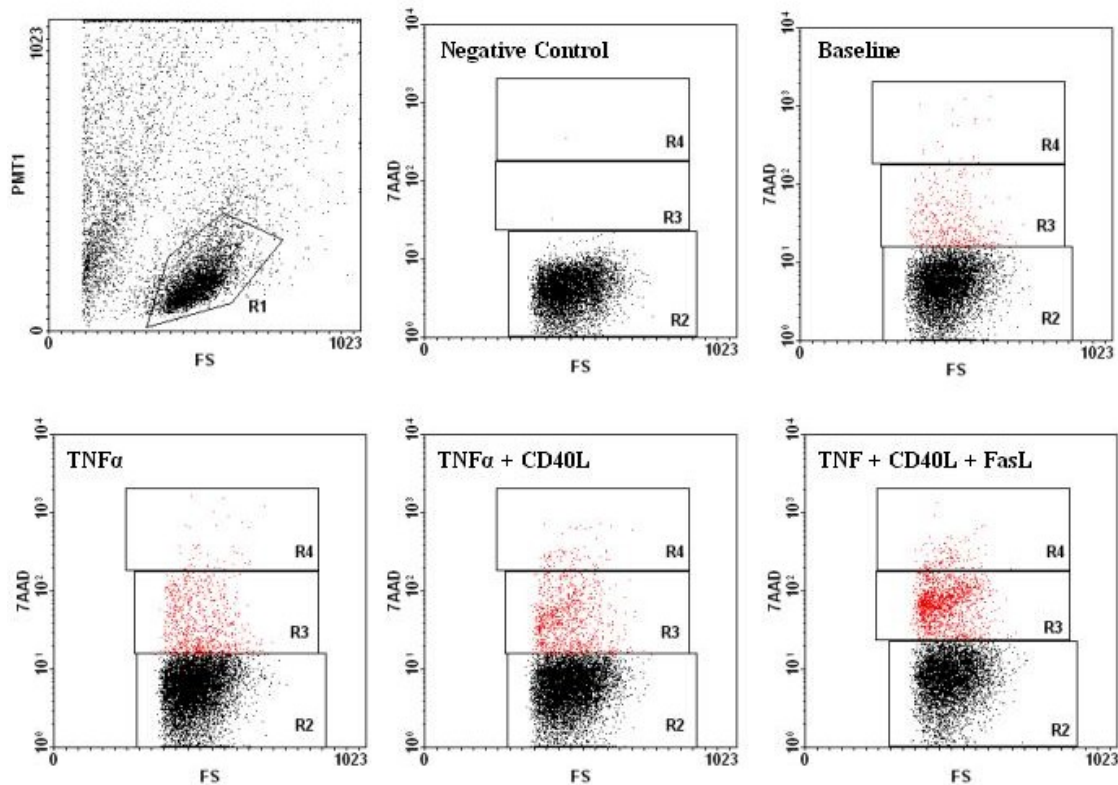 1023
PMT1
0
R1
0
1023
FS
Negative Control
10⁴
10³
7AAD
10²
10¹
10⁰
R4
R3
R2
0
1023
FS
Baseline
10⁴
10³
7AAD
10²
10¹
10⁰
R4
R3
R2
0
1023
FS
TNFα
10⁴
10³
7AAD
10²
10¹
10⁰
R4
R3
R2
0
1023
FS
TNFα + CD40L
10⁴
10³
7AAD
10²
10¹
10⁰
R4
R3
R2
0
1023
FS
TNF + CD40L + FasL
10⁴
10³
7AAD
10²
10¹
10⁰
R4
R3
R2
0
1023
FS